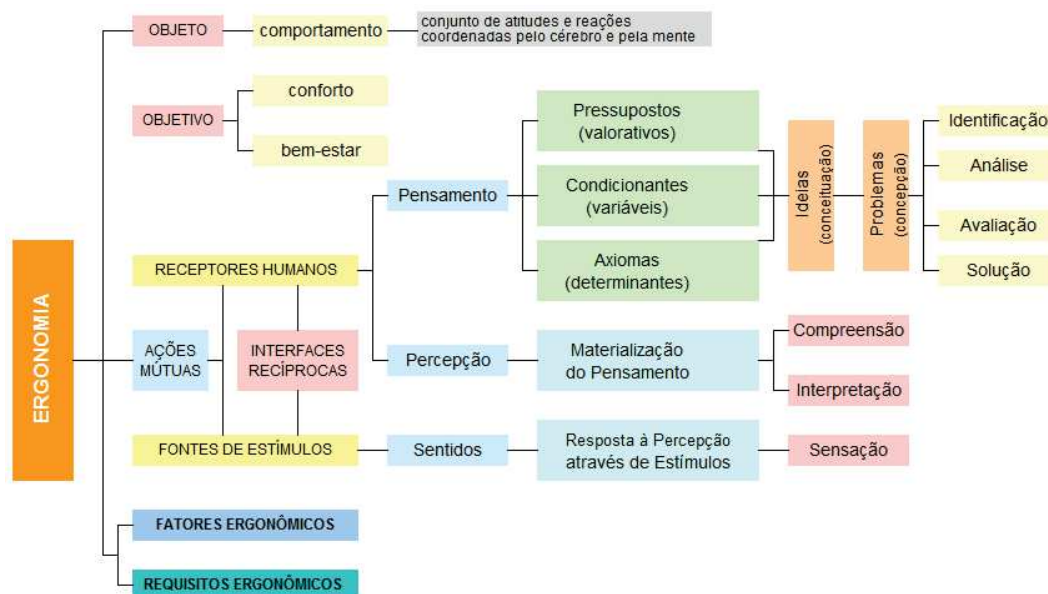 ERGONOMIA
OBJETO
comportamento
conjunto de atitudes e reações
coordenadas pelo cérebro e pela mente
OBJETIVO
conforto
bem-estar
RECEPTORES HUMANOS
AÇÕES
MÚTUAS
INTERFACES
RECÍPROCAS
FONTES DE ESTÍMULOS
Pensamento
Pressupostos
(valorativos)
Condicionantes
(variáveis)
Axiomas
(determinantes)
Ideias
(conceituação)
Problemas
(concepção)
Identificação
Análise
Avaliação
Solução
Percepção
Materialização
do Pensamento
Compreensão
Interpretação
Sentidos
Resposta à Percepção
através de Estímulos
Sensação
FATORES ERGONÔMICOS
REQUISITOS ERGONÔMICOS